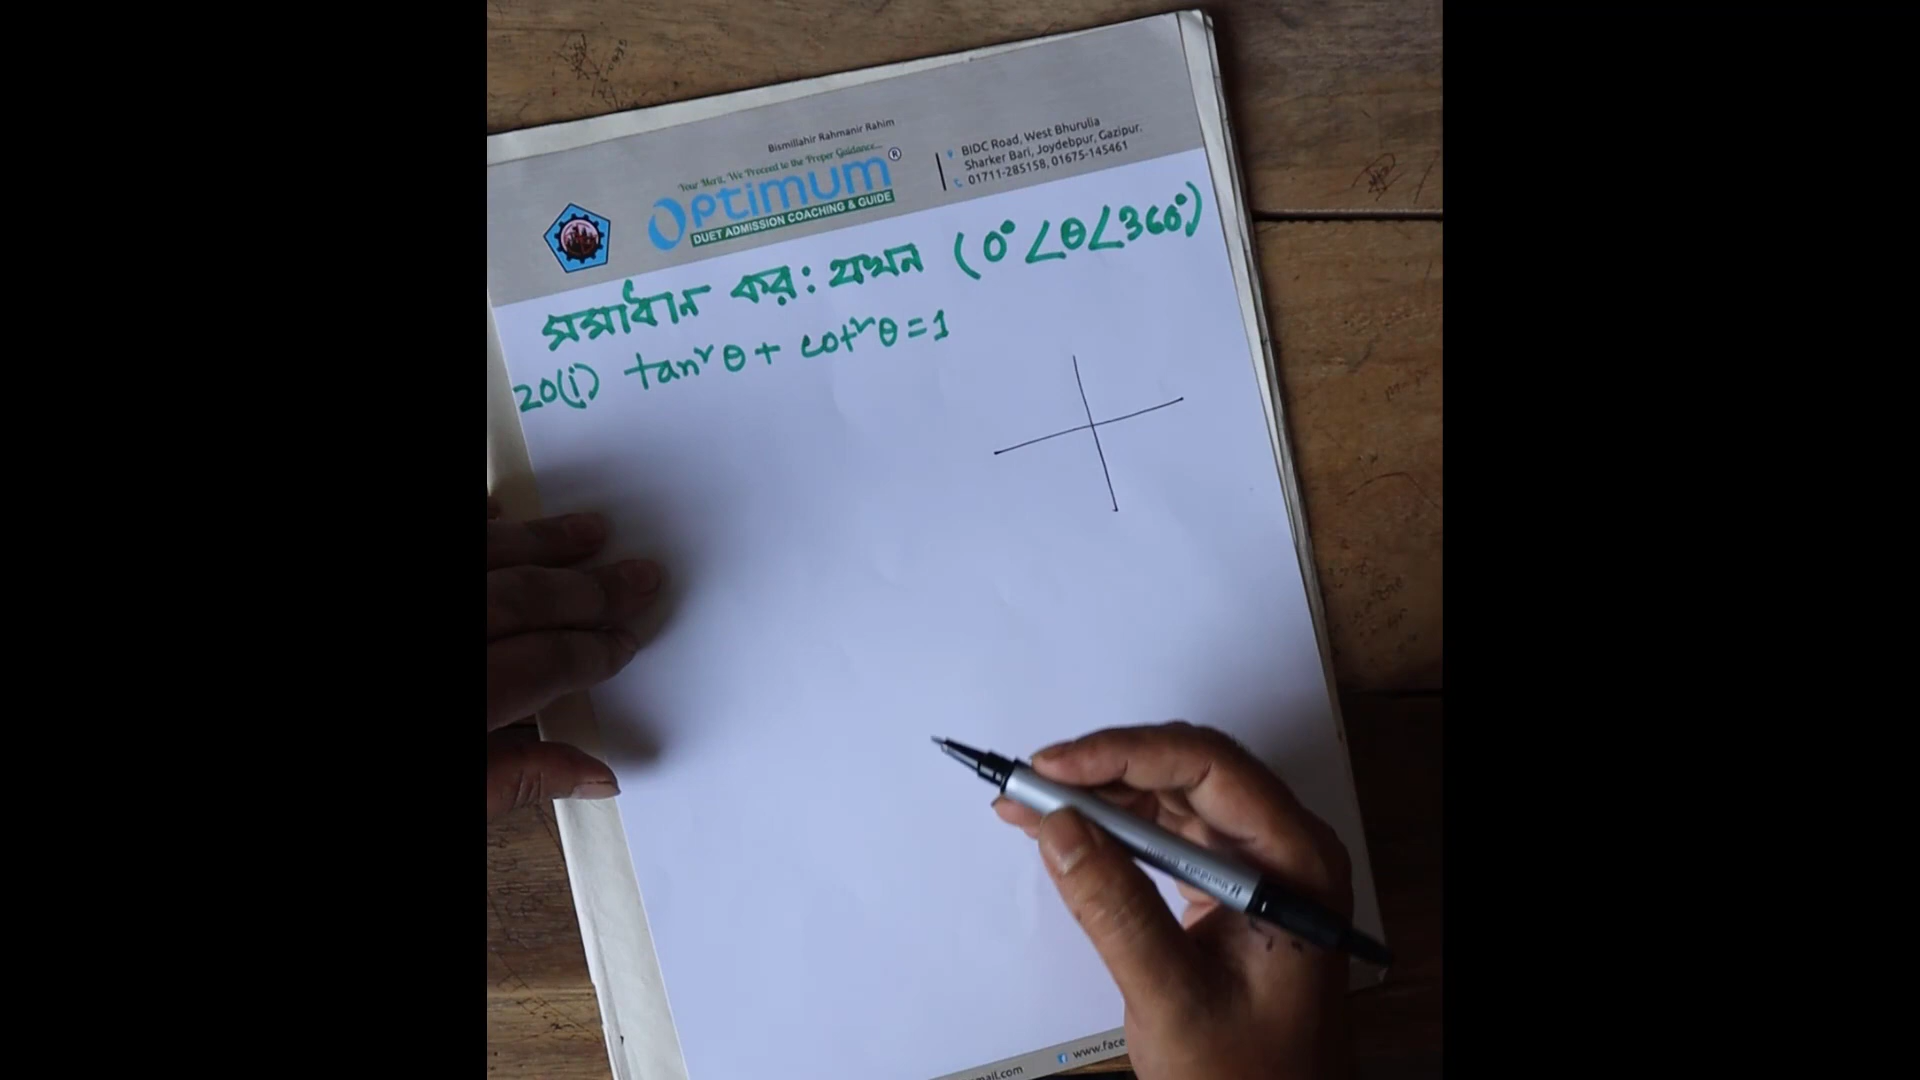 Bismillahir Rahmanir Rahim
Your Merit, We Proceed to the Proper Guidance...
Optimum®
DUET ADMISSION COACHING & GUIDE
BIDC Road, West Bhurulia
Sharker Bari, Joydebpur, Gazipur.
01711-285158, 01675-145461
সমাধান কর: যখন (0° ∠θ∠360°)
20(i) tan²θ + cot²θ = 1
www.face
mail.com